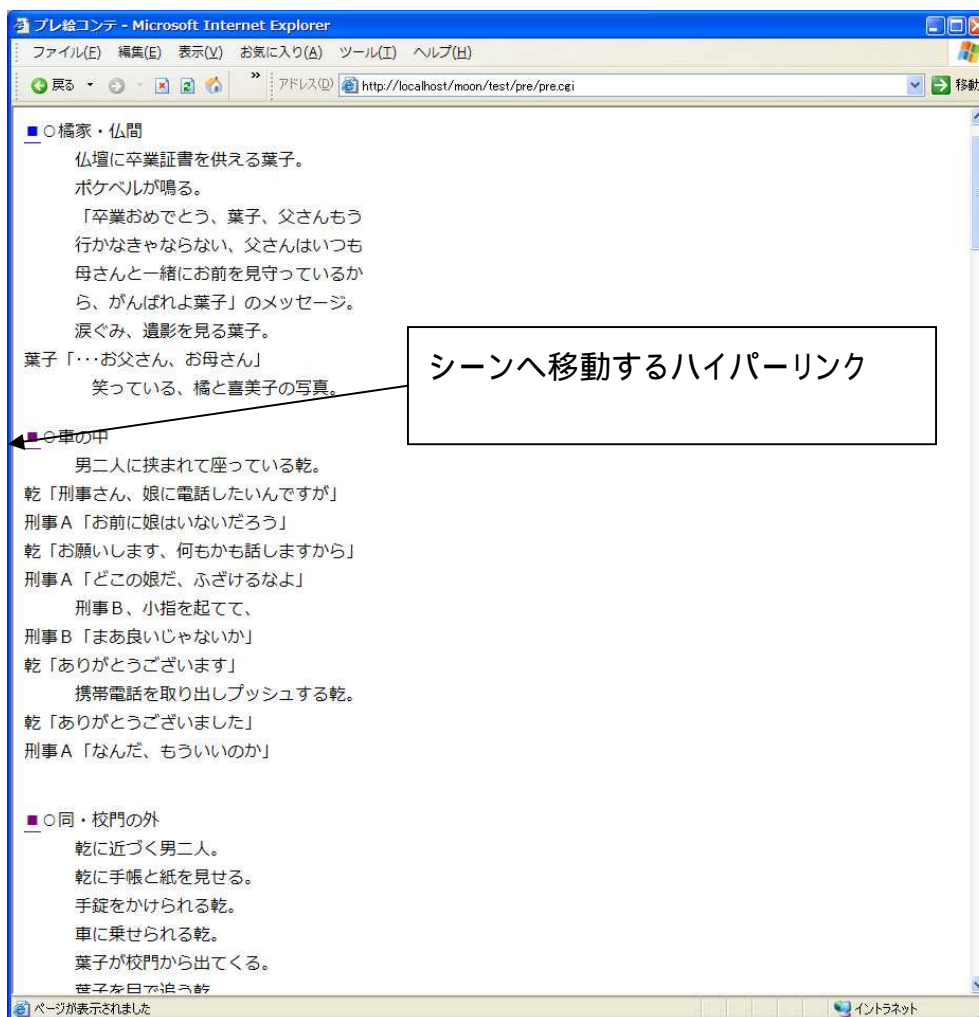 プレ絵コンテ - Microsoft Internet Explorer
ファイル(F) 編集(E) 表示(V) お気に入り(A) ツール(T) ヘルプ(H)
戻る » アドレス(D) http://localhost/moon/test/pre/pre.cgi 移動
■○橘家・仏間
仏壇に卒業証書を供える葉子。
ポケベルが鳴る。
「卒業おめでとう、葉子、父さんもう
行かなきゃならない、父さんはいつも
母さんと一緒にお前を見守っているか
ら、がんばれよ葉子」のメッセージ。
涙ぐみ、遺影を見る葉子。
葉子「･･･お父さん、お母さん」
笑っている、橘と喜美子の写真。
シーンへ移動するハイパーリンク
■○車の中
男二人に挟まれて座っている乾。
乾「刑事さん、娘に電話したいんですが」
刑事A「お前に娘はいないだろう」
乾「お願いします、何もかも話しますから」
刑事A「どこの娘だ、ふざけるなよ」
刑事B、小指を起てて、
刑事B「まあ良いじゃないか」
乾「ありがとうございます」
携帯電話を取り出しプッシュする乾。
乾「ありがとうございました」
刑事A「なんだ、もういいのか」
■○同・校門の外
乾に近づく男二人。
乾に手帳と紙を見せる。
手錠をかけられる乾。
車に乗せられる乾。
葉子が校門から出てくる。
葉子を目で追う乾
ページが表示されました イントラネット